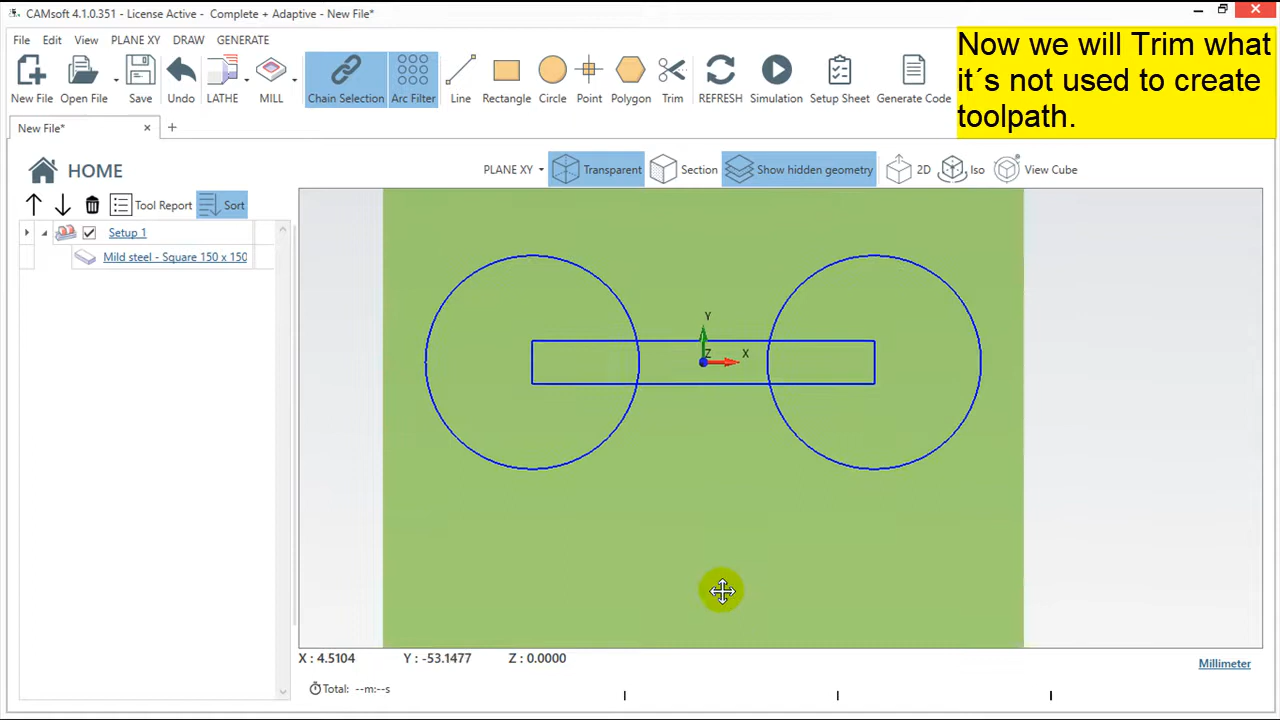 CAMsoft 4.1.0.351 - License Active - Complete + Adaptive - New File*
Now we will Trim what
it´s not used to create
toolpath.
File Edit View PLANE XY DRAW GENERATE
New File Open File Save Undo LATHE MILL Chain Selection Arc Filter Line Rectangle Circle Point Polygon Trim REFRESH Simulation Setup Sheet Generate Code
New File*
HOME
PLANE XY Transparent Section Show hidden geometry 2D Iso View Cube
Tool Report Sort
Setup 1
Mild steel - Square 150 x 150
Y
Z X
X : 4.5104 Y : -53.1477 Z : 0.0000
Millimeter
Total: --m:--s